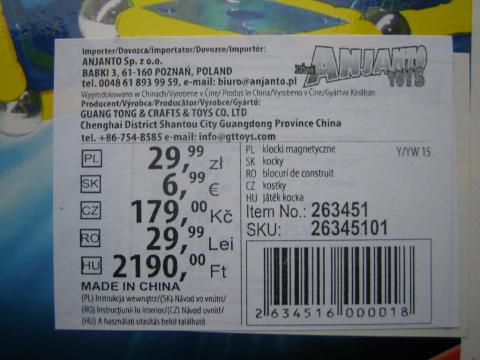 Importer/Dovozca/Importator/Dovozce/Importőr:
ANJANTO Sp. z o.o.
BABKI 3, 61-160 POZNAŃ, POLAND
tel. 0048 61 893 99 59, e-mail: biuro@anjanto.pl
ANJANTO
TOYS
Wyprodukowano w Chinach/Vyrobene v Číne/ Produs in China/Vyrobeno v Číne/Gyártva Kinában
Producent/Výrobca/Producător/Výrobce/Gyártó:
GUANG TONG & CRAFTS & TOYS CO. LTD
Chenghai District Shantou City Guangdong Province China
tel. +86-754-8585 e-mail: info@gttoys.com
PL 29,99 zł
SK 6,99 €
CZ 179,00 Kč
RO 29,99 Lei
HU 2190,00 Ft
MADE IN CHINA
(PL) Instrukcja wewnątrz/(SK) Návod vo vnútri/
(RO) Instrucțiunii în interior/(CZ) Návod uvnitř/
(HU) A használati utasítás belül található
PL klocki magnetyczne Y/YW 15
SK kocky
RO blocuri de construit
CZ kostky
HU játék kocka
Item No.: 263451
SKU: 26345101
2 634516 000018